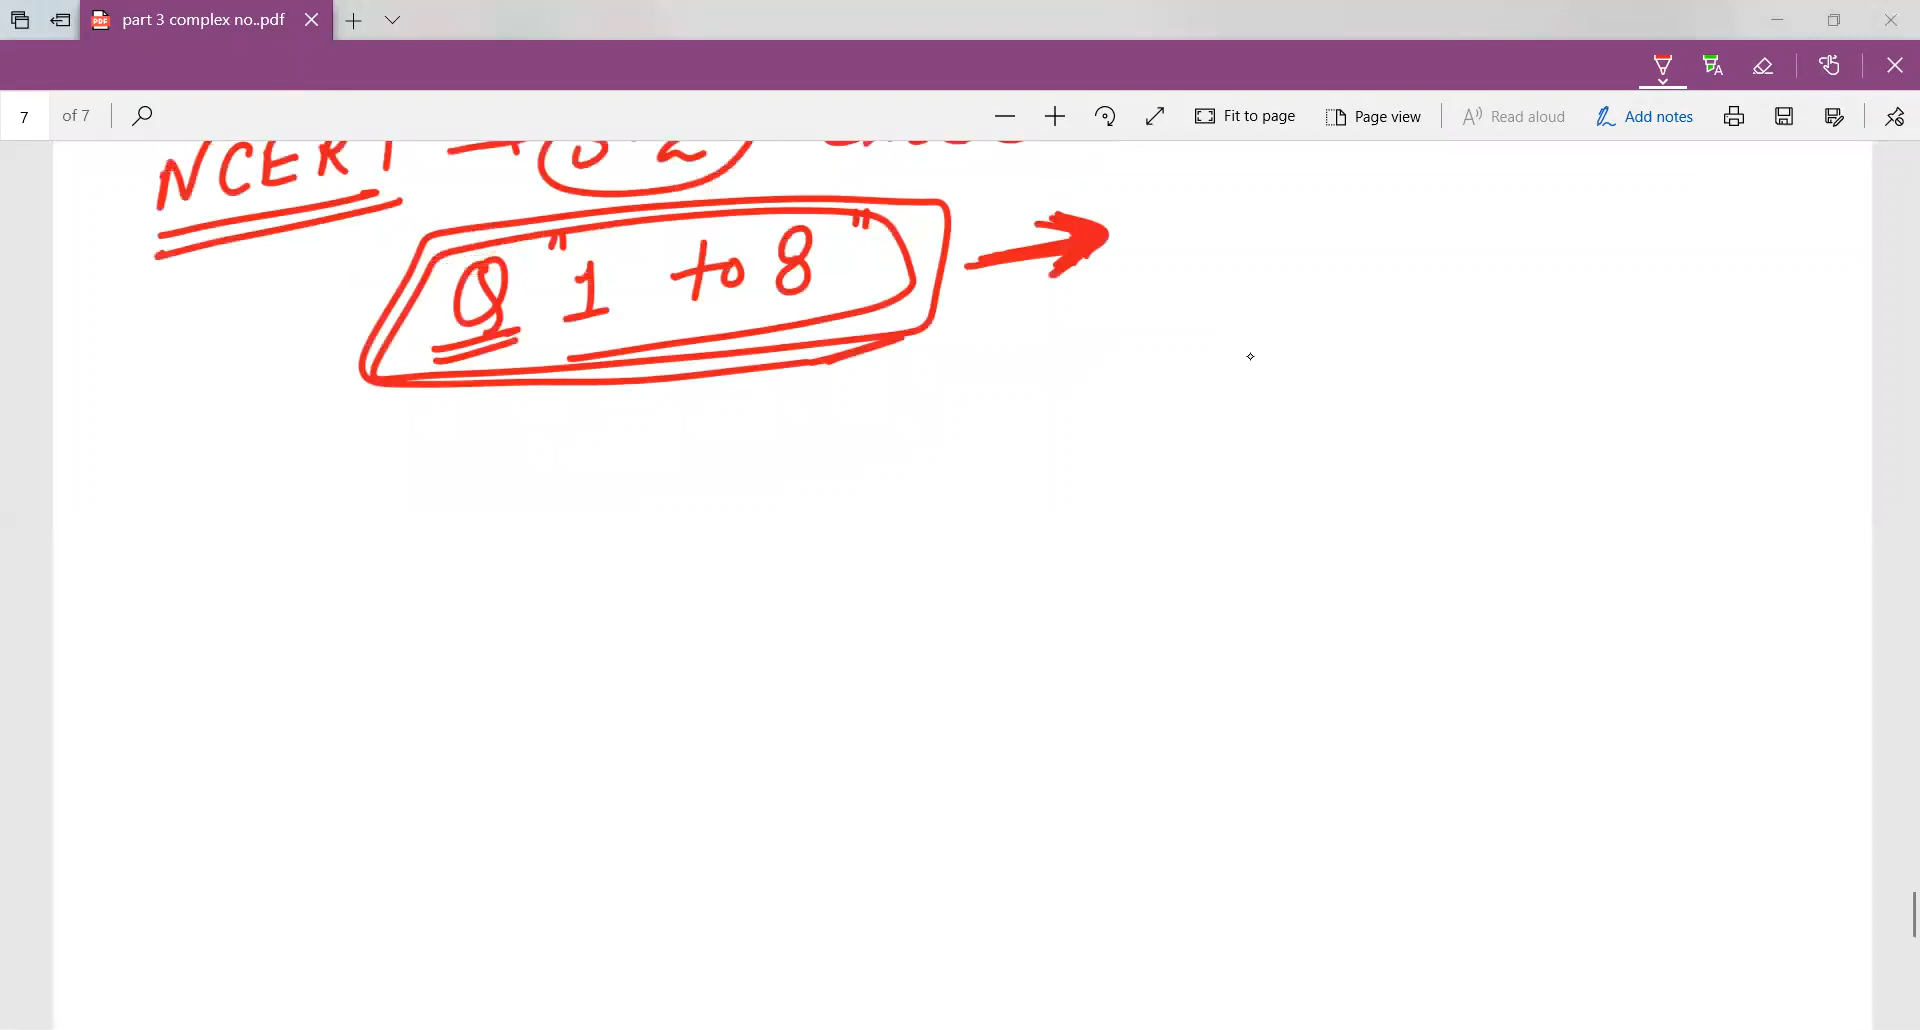 part 3 complex no..pdf
7 of 7 Fit to page Page view Read aloud Add notes
NCERT →
Q "1 to 8" →